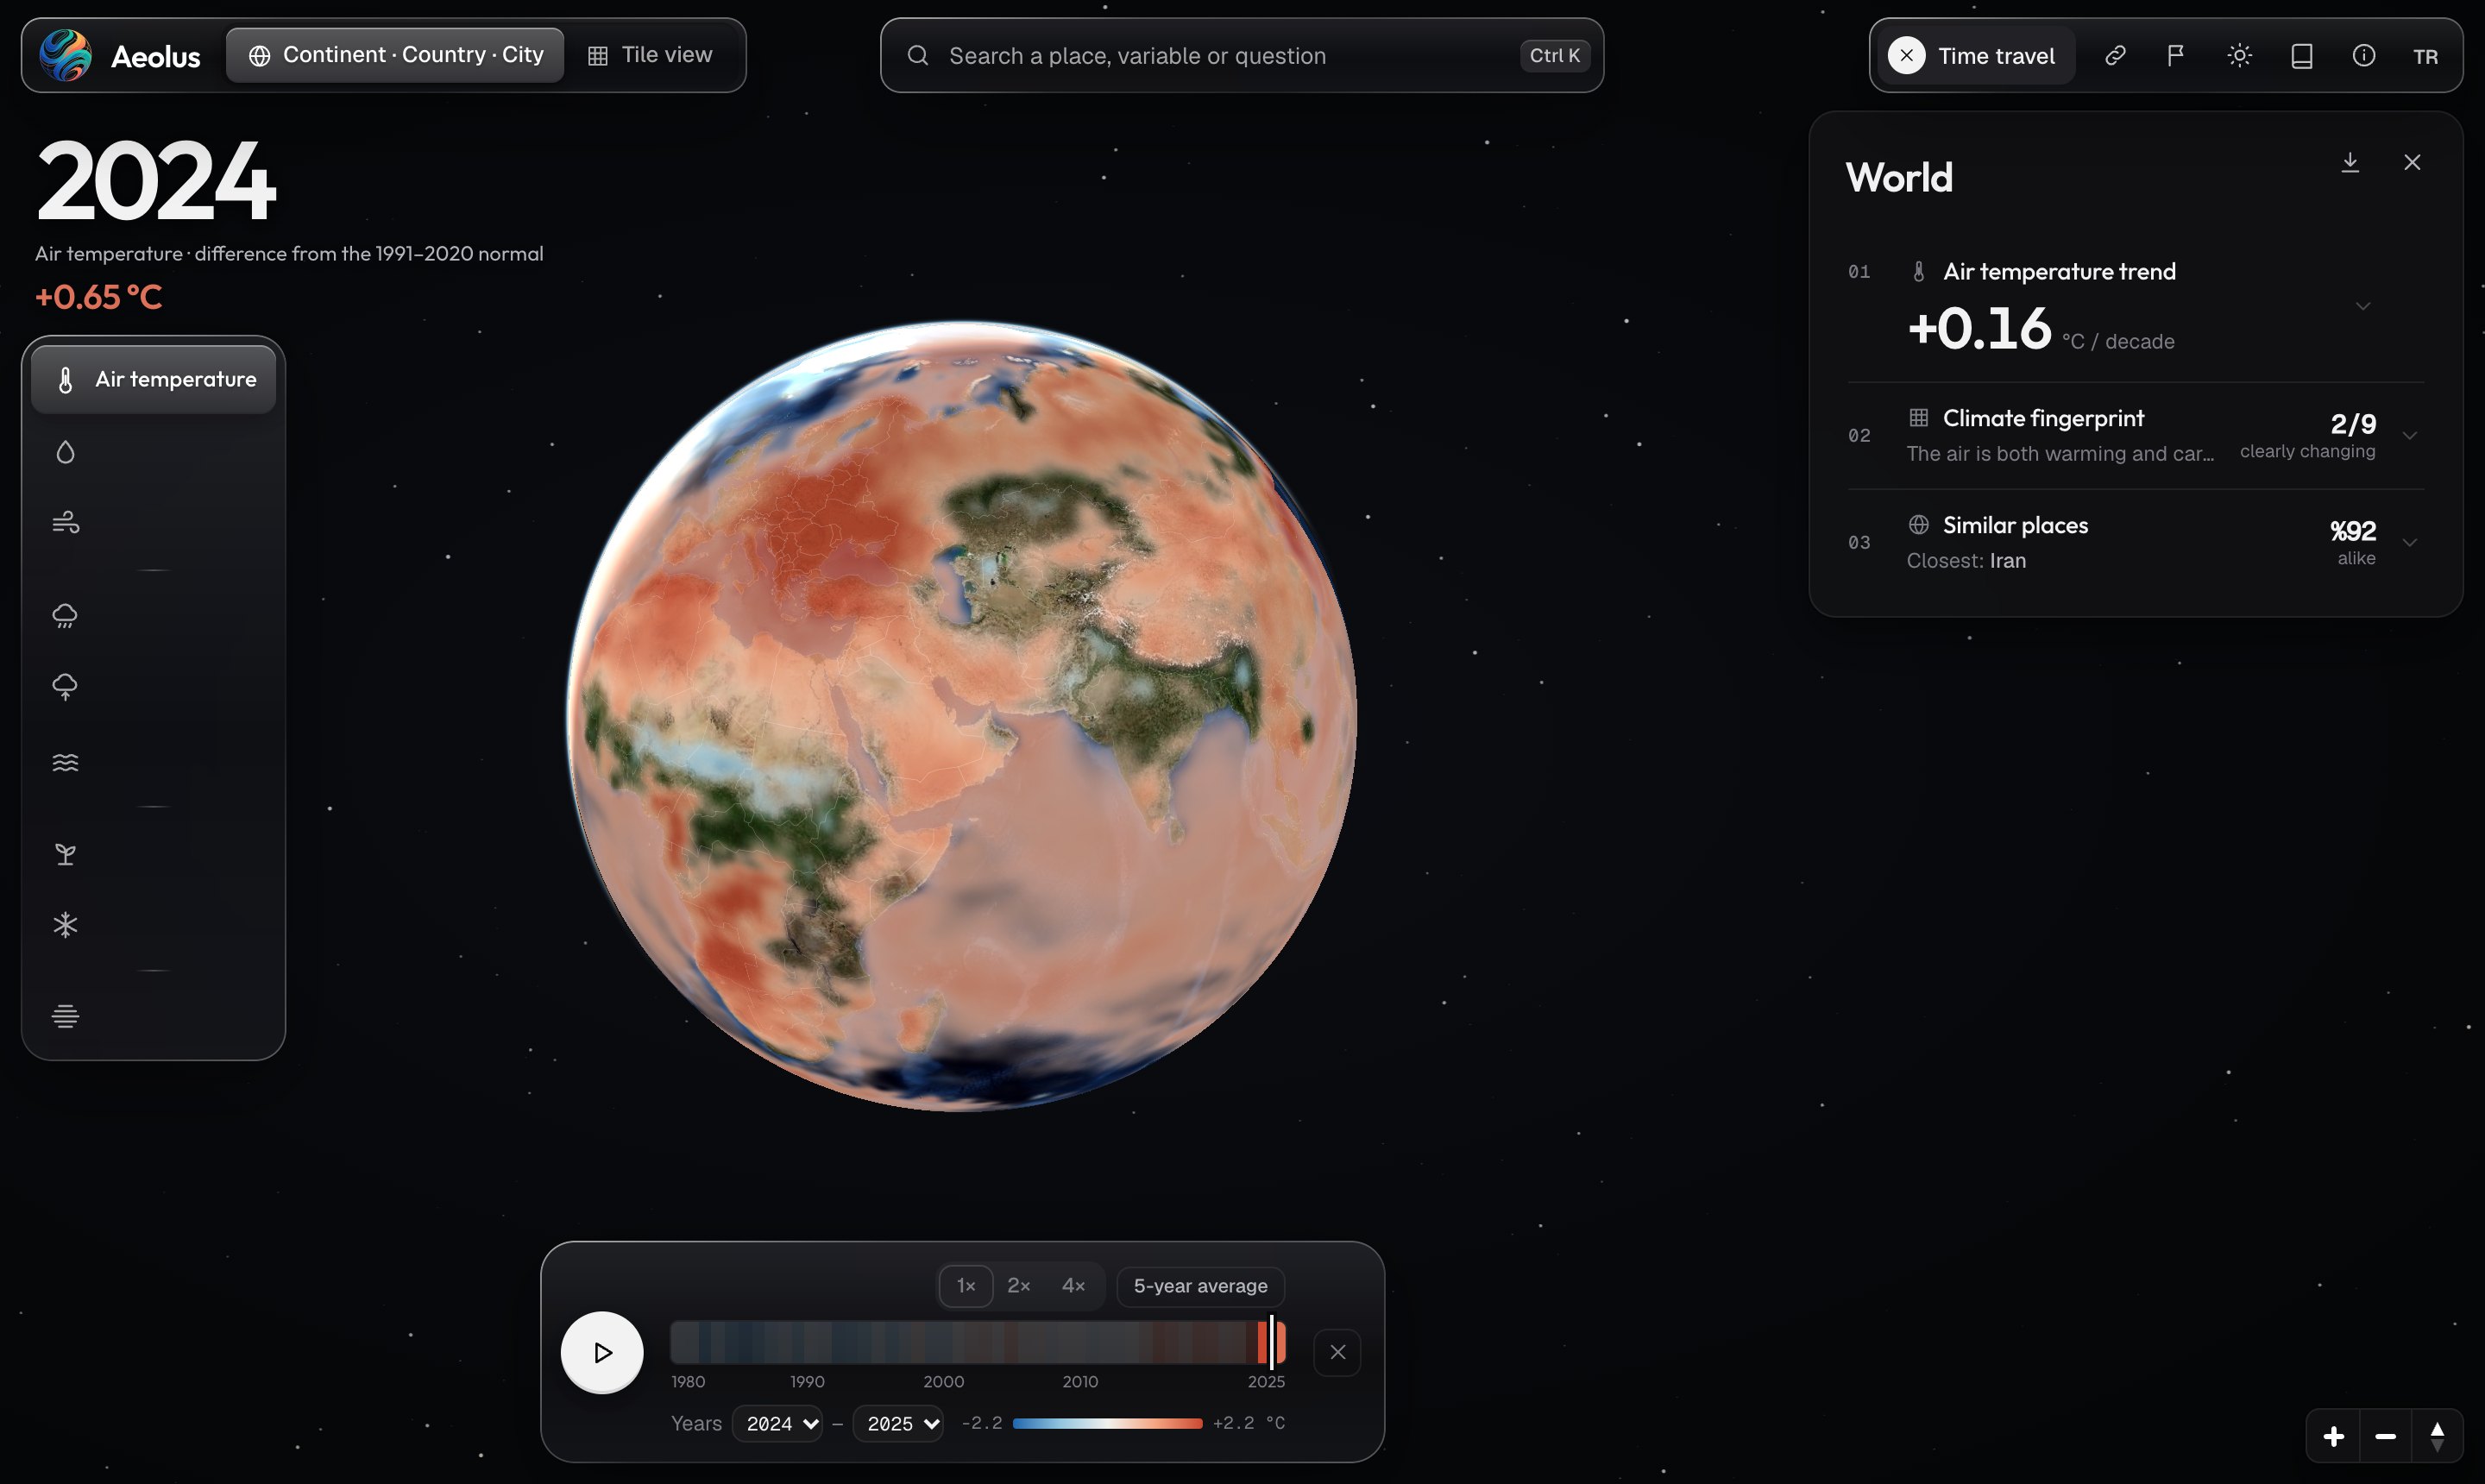 Aeolus
Continent · Country · City
Tile view
Search a place, variable or question
Ctrl K
Time travel
TR
2024
Air temperature · difference from the 1991–2020 normal
+0.65 °C
Air temperature
World
01
Air temperature trend
+0.16 °C / decade
02
Climate fingerprint
2/9
The air is both warming and car...
clearly changing
03
Similar places
%92
Closest: Iran
alike
1×
2×
4×
5-year average
1980
1990
2000
2010
2025
Years 2024 – 2025
-2.2
+2.2 °C